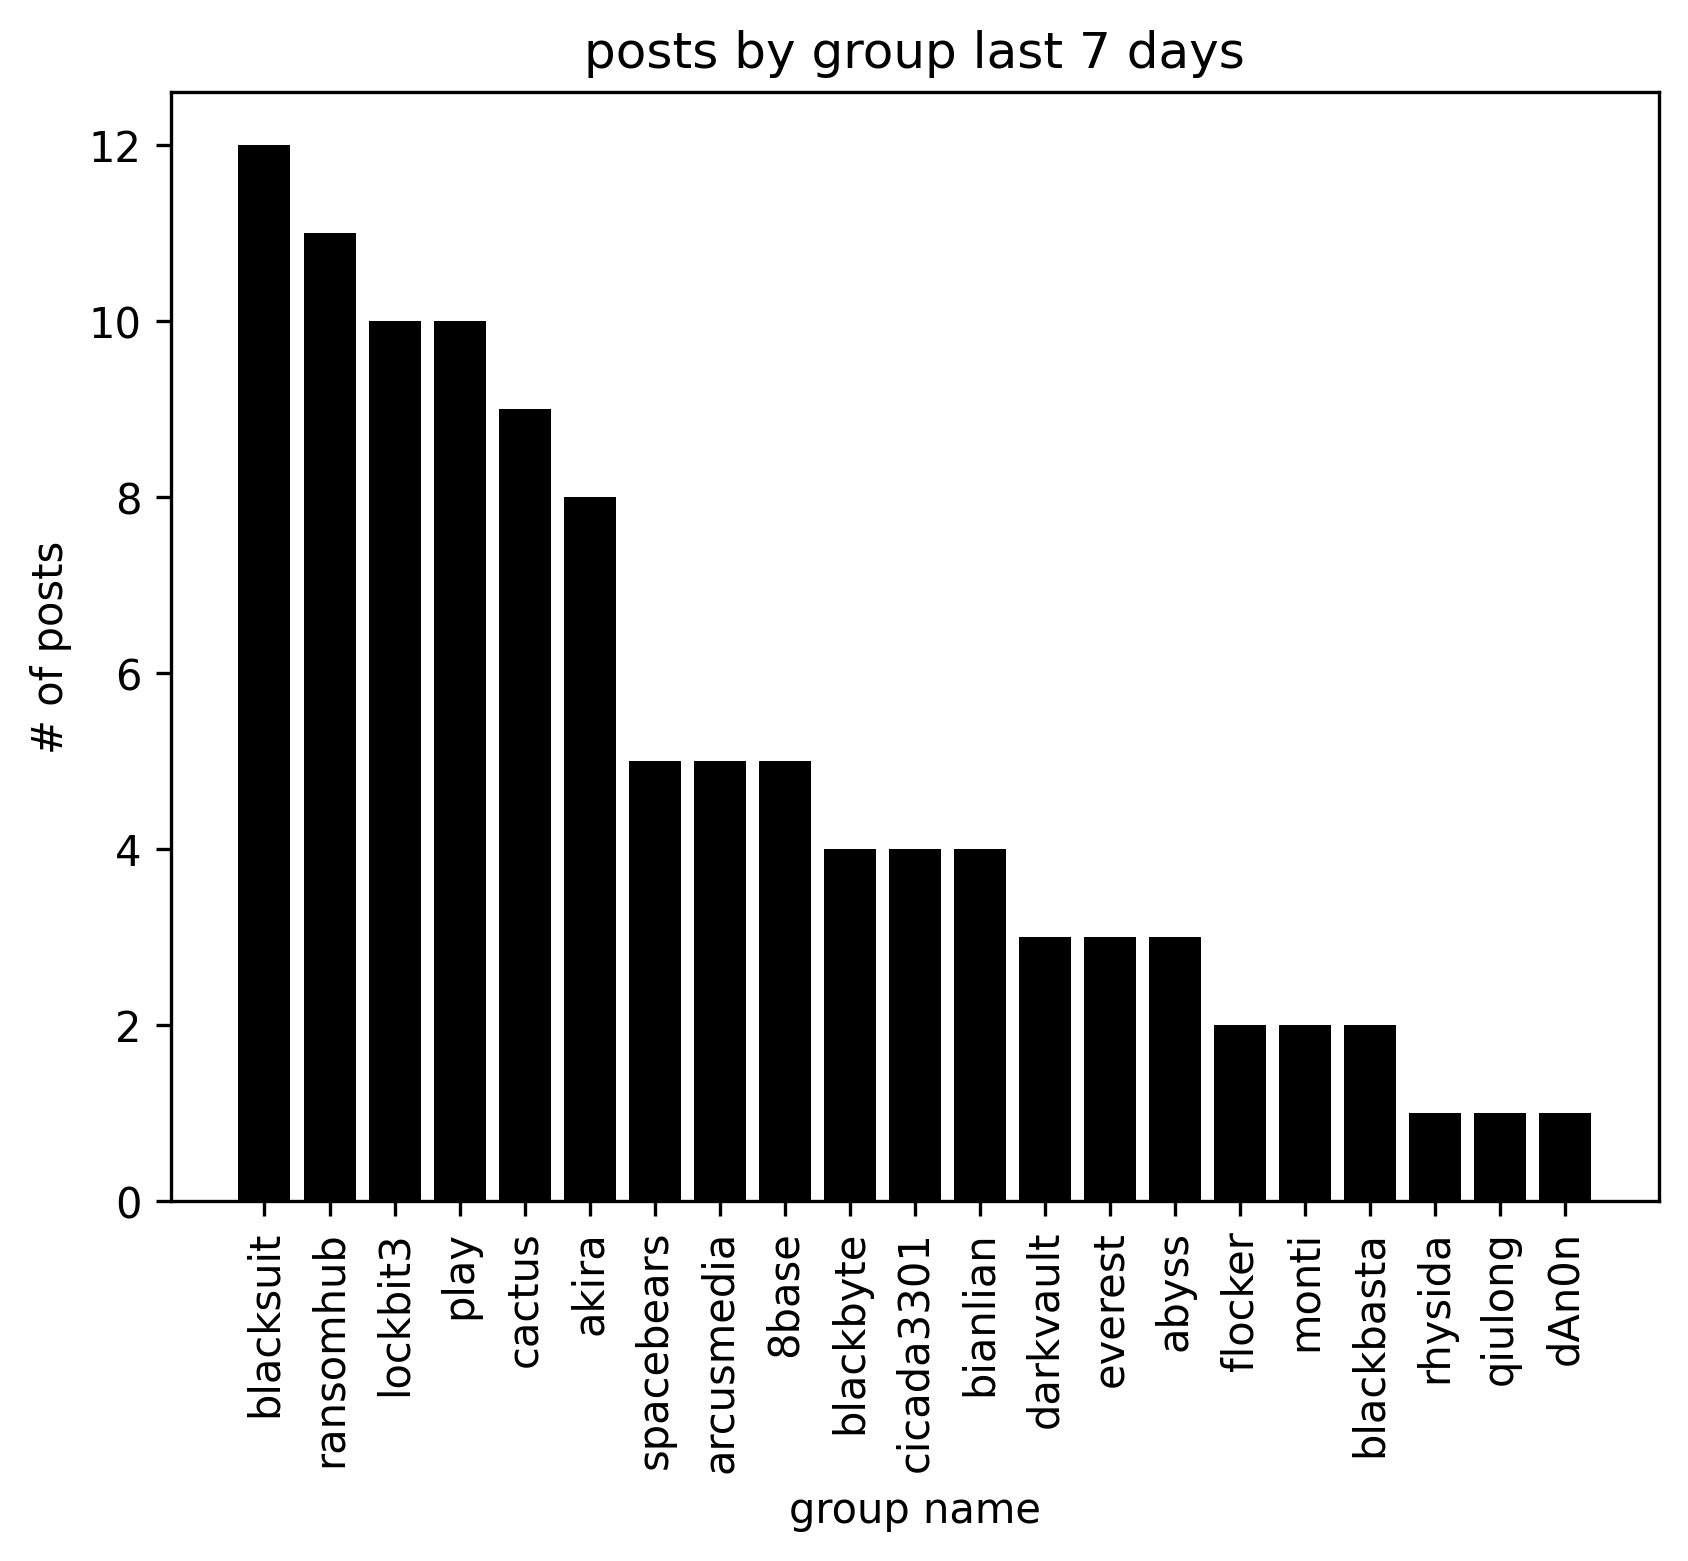 posts by group last 7 days
12
10
8
6
4
2
0
# of posts
blacksuit
ransomhub
lockbit3
play
cactus
akira
spacebears
arcusmedia
8base
blackbyte
cicada3301
bianlian
darkvault
everest
abyss
flocker
monti
blackbasta
rhysida
qiulong
dAn0n
group name